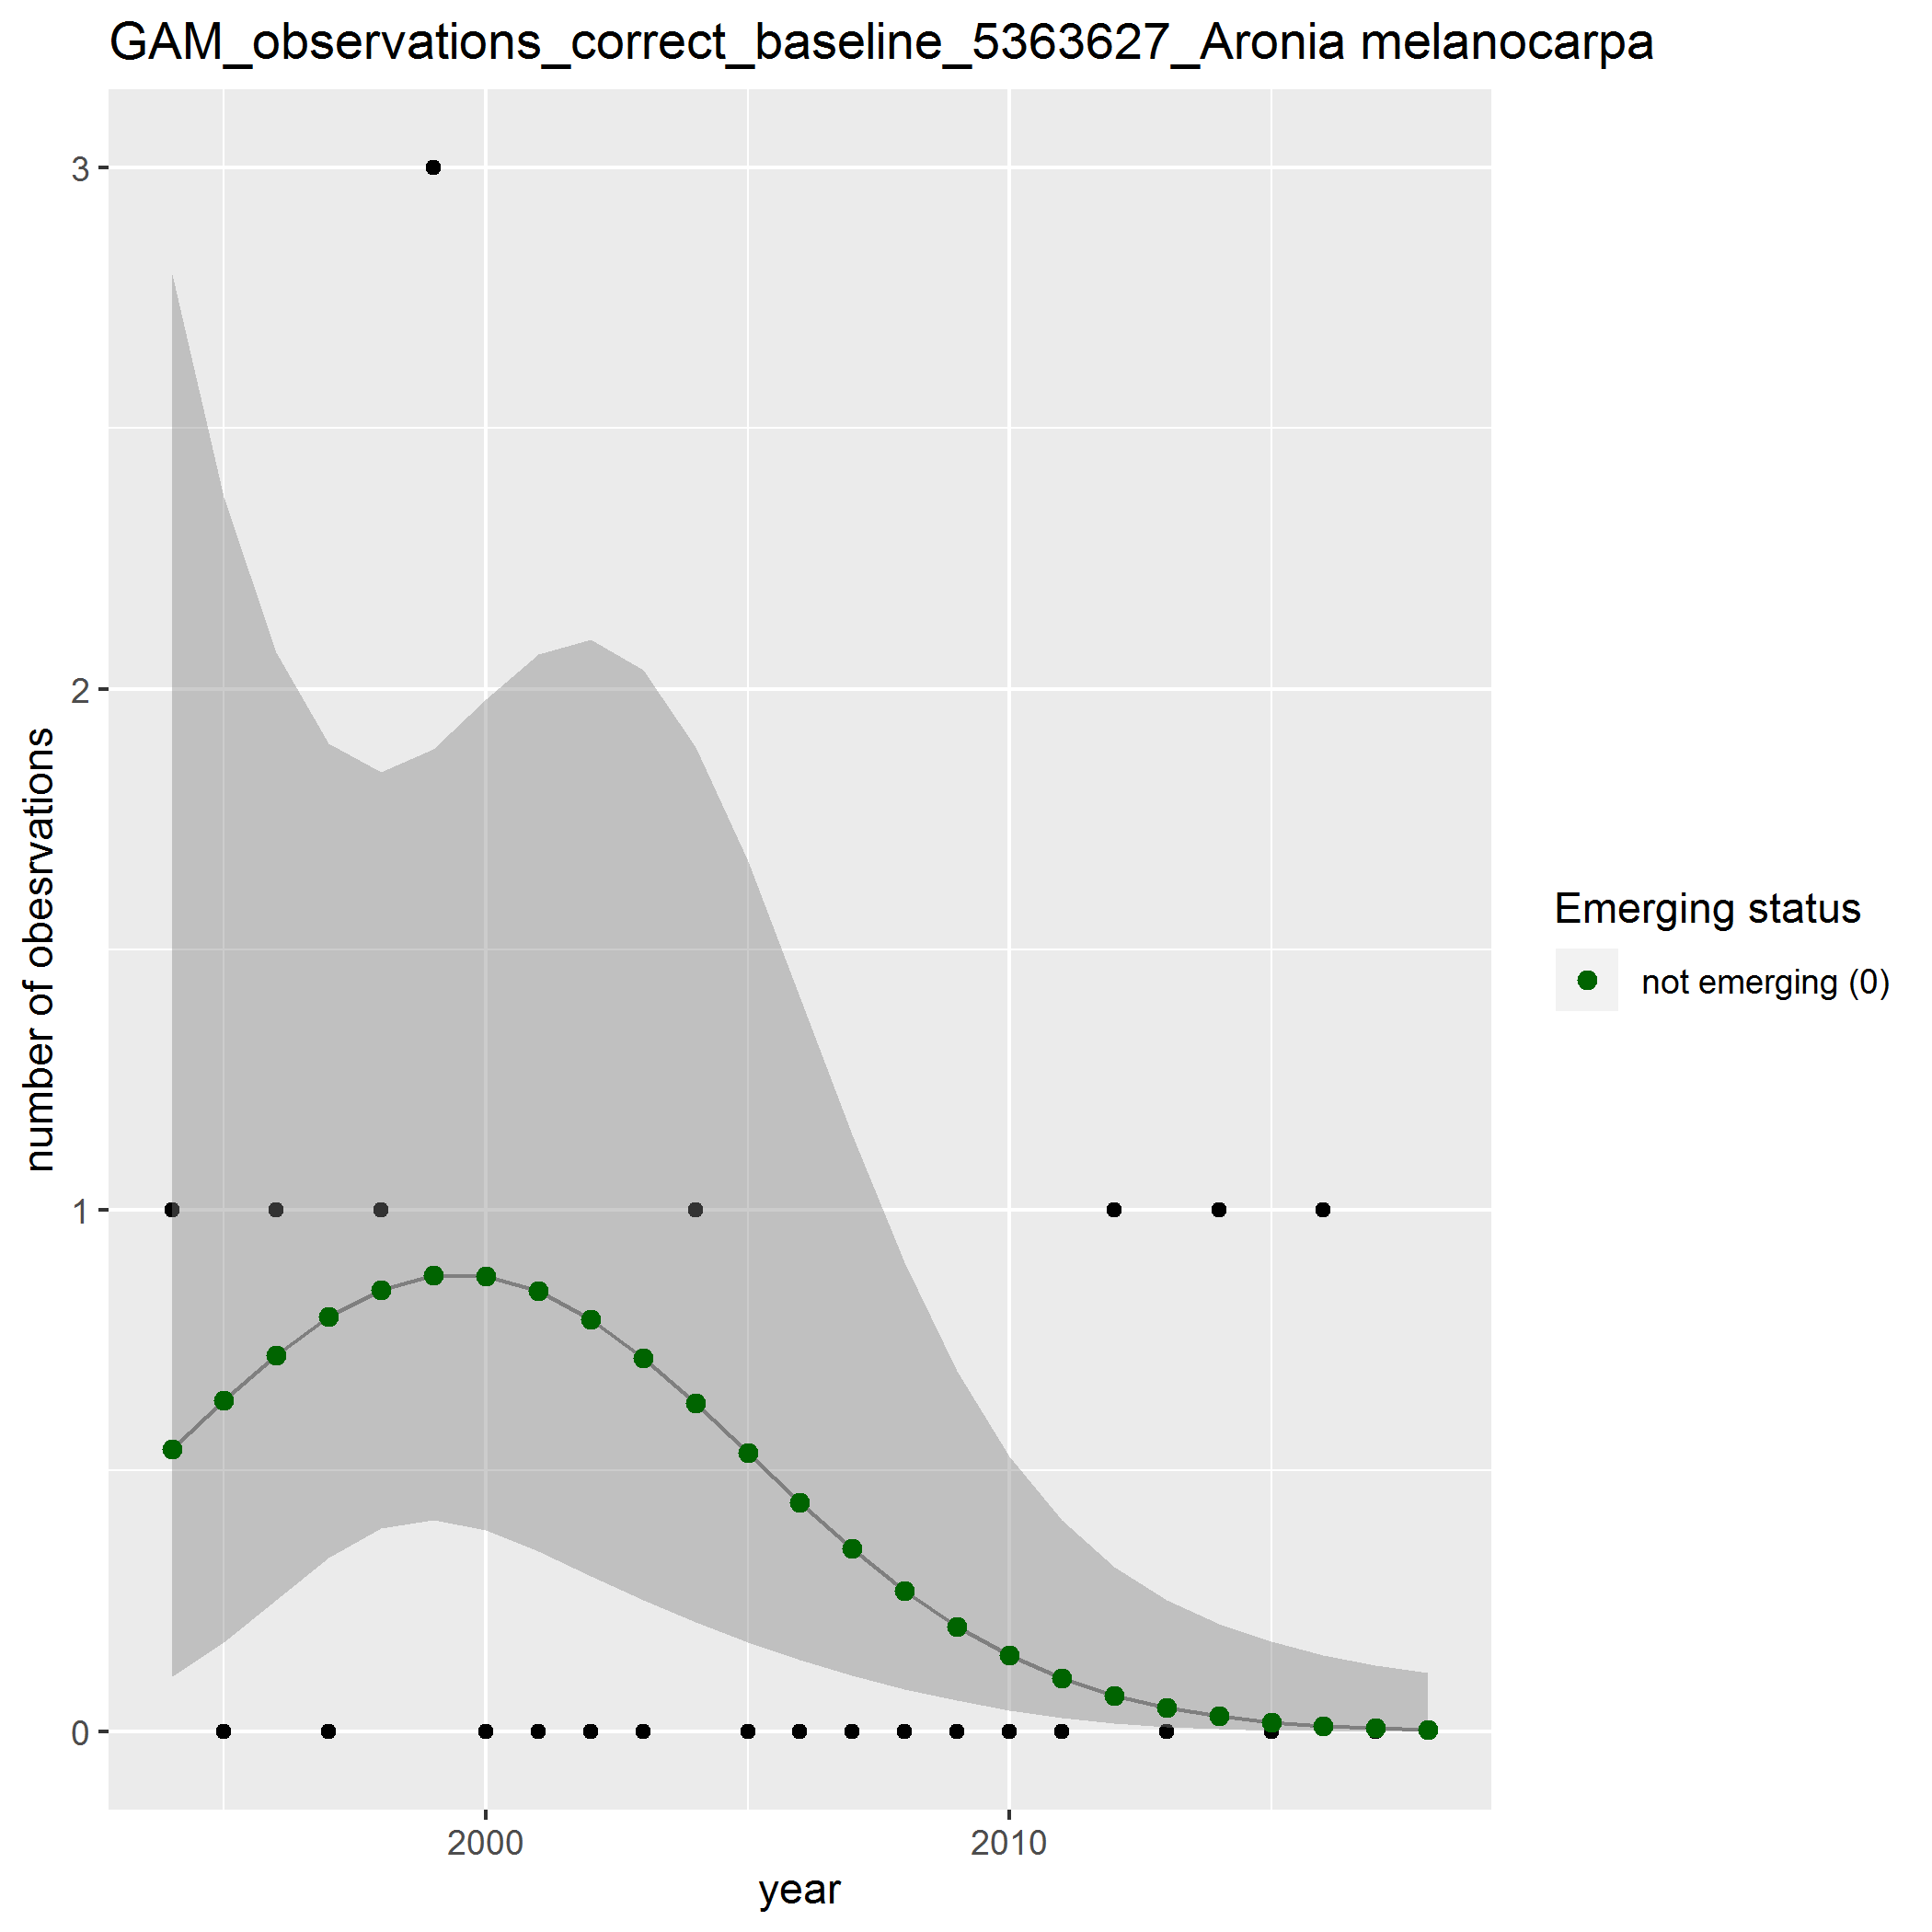 GAM_observations_correct_baseline_5363627_Aronia melanocarpa
3
2
1
0
number of obesrvations
2000
2010
year
Emerging status
not emerging (0)